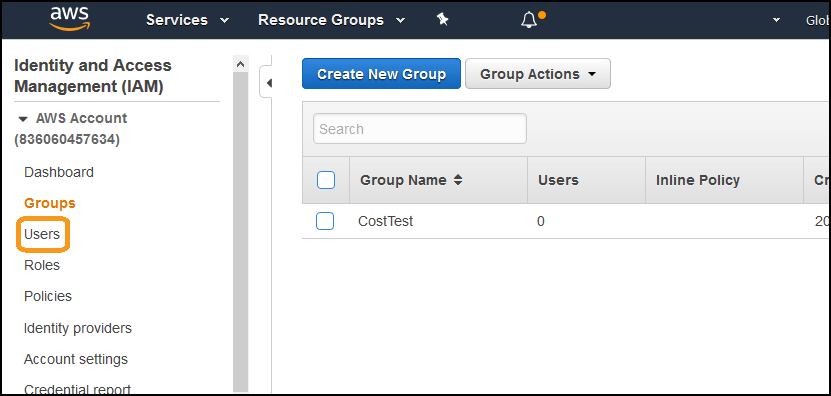 aws Services Resource Groups Glo
Identity and Access
Management (IAM)
AWS Account
(836060457634)
Dashboard
Groups
Users
Roles
Policies
Identity providers
Account settings
Credential report
Create New Group Group Actions
Search
Group Name Users Inline Policy Cr
CostTest 0 20